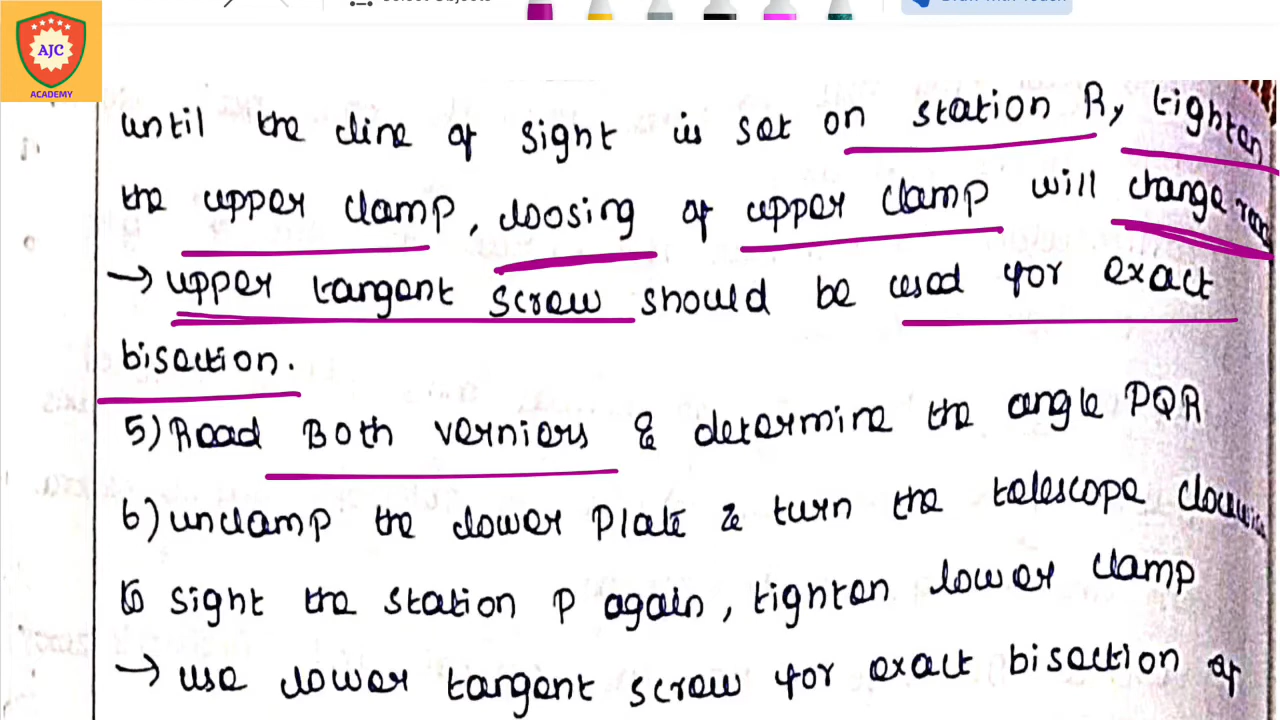 AJC
ACADEMY
until the line of sight is set on station R, tighten
the upper clamp, loosing of upper clamp will change
→ upper tangent screw should be used for exact
bisection.
5) Read Both verniers & determine the angle PQR
6) unclamp the lower Plate & turn the telescope
to sight the station P again, tighten lower clamp
→ use lower tangent screw for exact bisection of